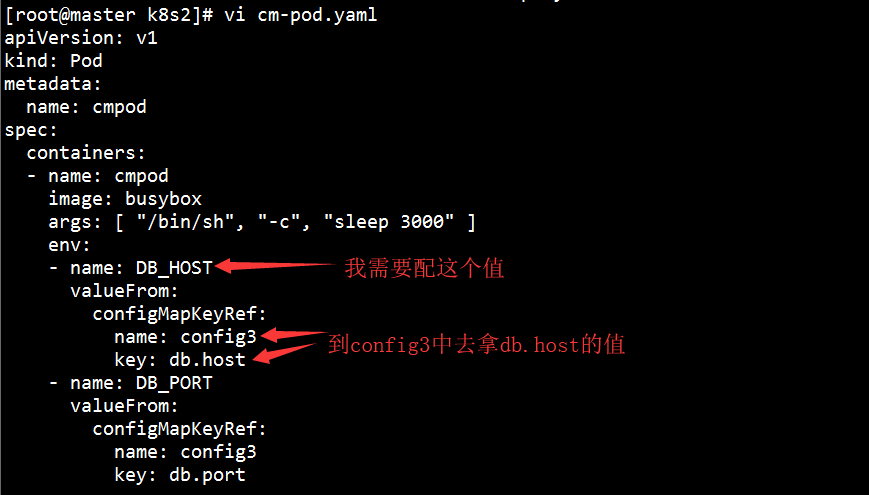 [root@master k8s2]# vi cm-pod.yaml
apiVersion: v1
kind: Pod
metadata:
  name: cmpod
spec:
  containers:
  - name: cmpod
    image: busybox
    args: [ "/bin/sh", "-c", "sleep 3000" ]
    env:
    - name: DB_HOST 我需要配这个值
      valueFrom:
        configMapKeyRef:
          name: config3
到config3中去拿db.host的值
          key: db.host
    - name: DB_PORT
      valueFrom:
        configMapKeyRef:
          name: config3
          key: db.port